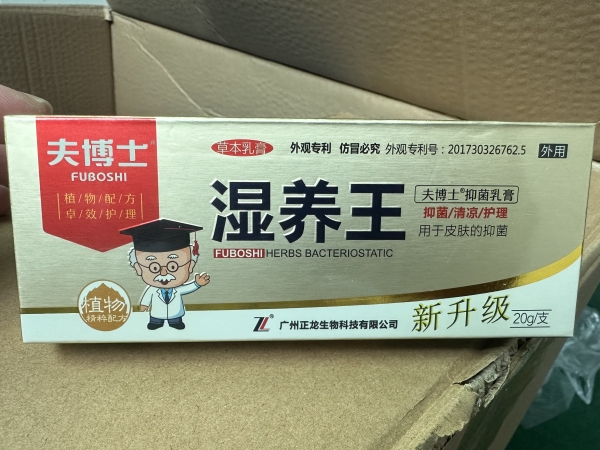 夫博士®
FUBOSHI
植/物/配/方
卓/效/护/理
草本乳膏
外观专利 仿冒必究 外观专利号：201730326762.5
外用
湿养王
FUBOSHI HERBS BACTERIOSTATIC
夫博士®抑菌乳膏
抑菌/清凉/护理
用于皮肤的抑菌
植物
精粹配方
ZL 广州正龙生物科技有限公司
新升级
20g/支